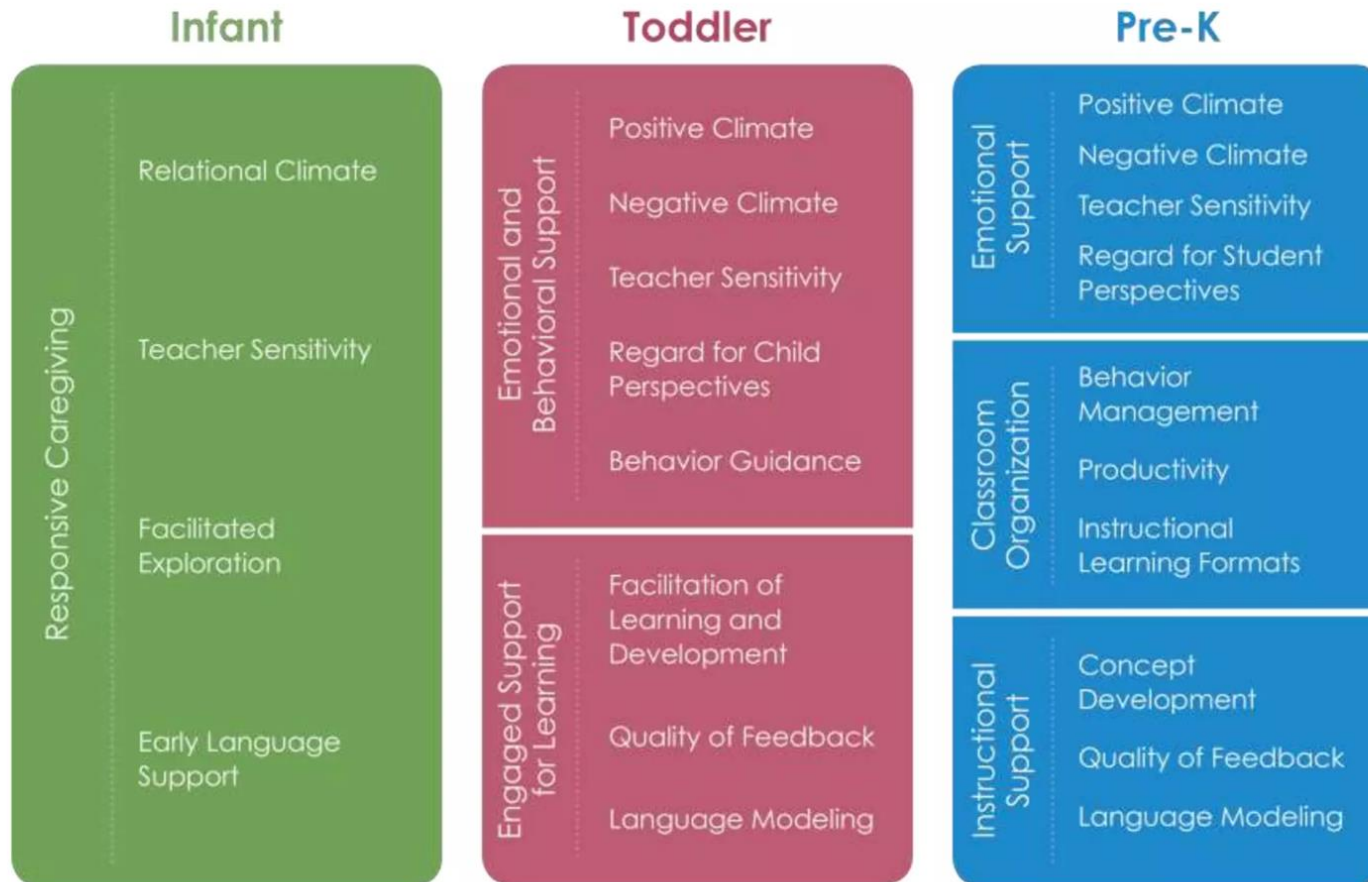 Infant
Responsive Caregiving
Relational Climate
Teacher Sensitivity
Facilitated
Exploration
Early Language
Support
Toddler
Emotional and
Behavioral Support
Positive Climate
Negative Climate
Teacher Sensitivity
Regard for Child
Perspectives
Behavior Guidance
Engaged Support
for Learning
Facilitation of
Learning and
Development
Quality of Feedback
Language Modeling
Pre-K
Emotional
Support
Positive Climate
Negative Climate
Teacher Sensitivity
Regard for Student
Perspectives
Classroom
Organization
Behavior
Management
Productivity
Instructional
Learning Formats
Instructional
Support
Concept
Development
Quality of Feedback
Language Modeling